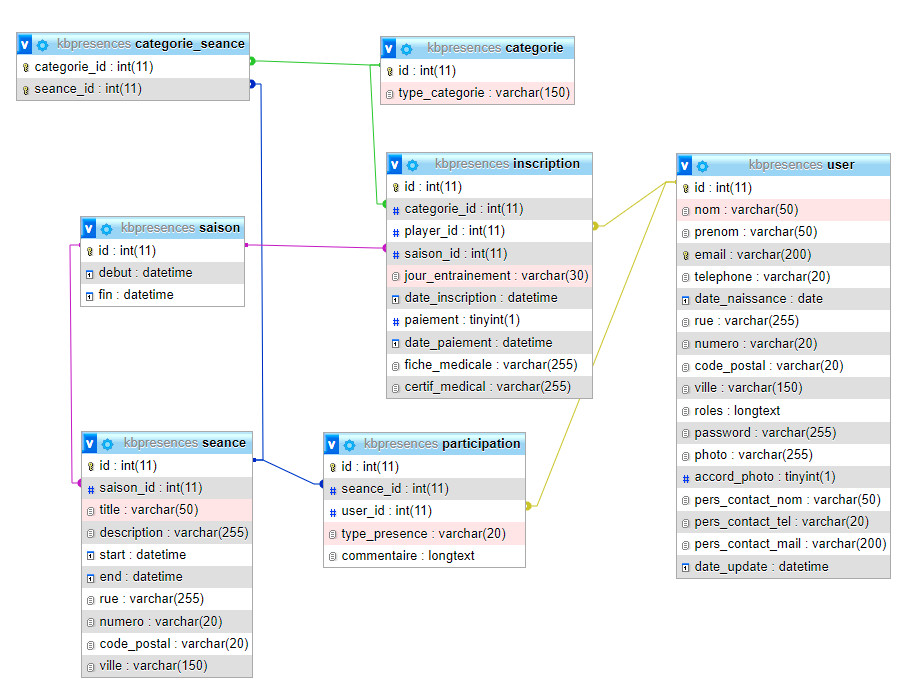 kbpresences categorie_seance
categorie_id : int(11)
seance_id : int(11)
kbpresences categorie
id : int(11)
type_categorie : varchar(150)
kbpresences inscription
id : int(11)
categorie_id : int(11)
player_id : int(11)
saison_id : int(11)
jour_entrainement : varchar(30)
date_inscription : datetime
paiement : tinyint(1)
date_paiement : datetime
fiche_medicale : varchar(255)
certif_medical : varchar(255)
kbpresences user
id : int(11)
nom : varchar(50)
prenom : varchar(50)
email : varchar(200)
telephone : varchar(20)
date_naissance : date
rue : varchar(255)
numero : varchar(20)
code_postal : varchar(20)
ville : varchar(150)
roles : longtext
password : varchar(255)
photo : varchar(255)
accord_photo : tinyint(1)
pers_contact_nom : varchar(50)
pers_contact_tel : varchar(20)
pers_contact_mail : varchar(200)
date_update : datetime
kbpresences saison
id : int(11)
debut : datetime
fin : datetime
kbpresences seance
id : int(11)
saison_id : int(11)
title : varchar(50)
description : varchar(255)
start : datetime
end : datetime
rue : varchar(255)
numero : varchar(20)
code_postal : varchar(20)
ville : varchar(150)
kbpresences participation
id : int(11)
seance_id : int(11)
user_id : int(11)
type_presence : varchar(20)
commentaire : longtext